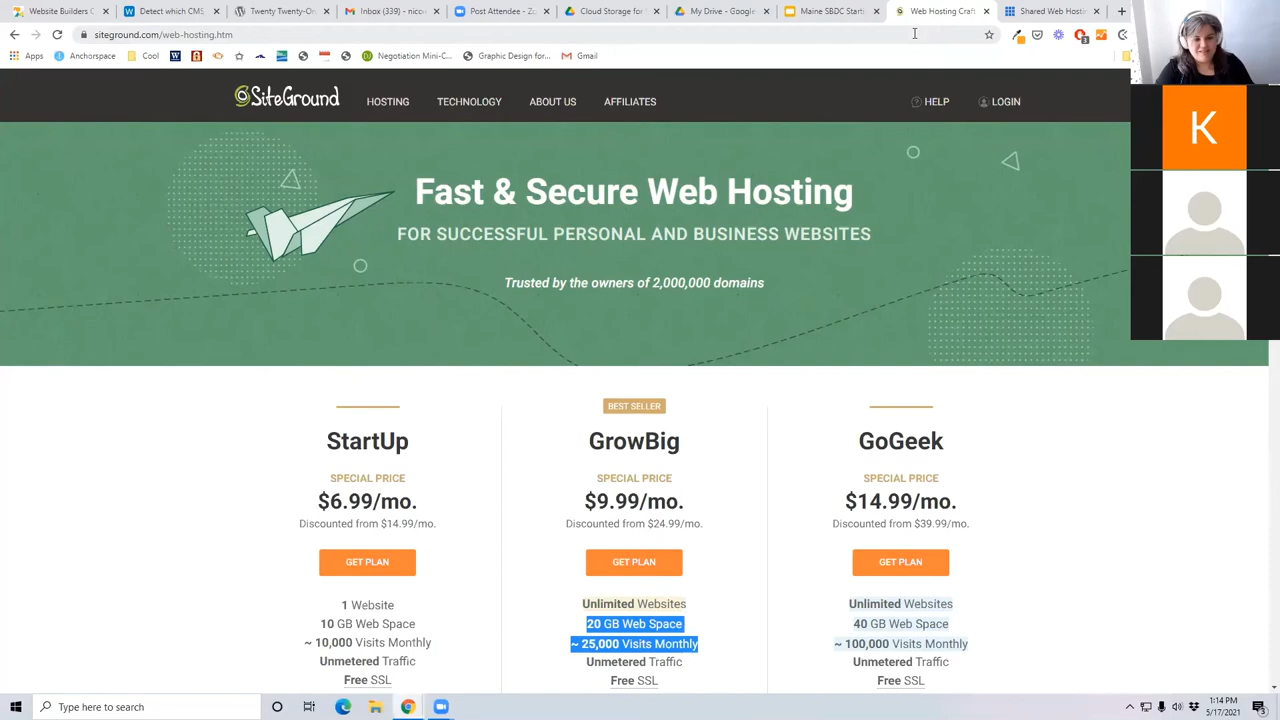 Website Builders C
Detect which CMS
Twenty Twenty-On
Inbox (339) - nico
Post Attendee - Zo
Cloud Storage for
My Drive - Google
Maine SBDC Starti
Web Hosting Craft
Shared Web Hostin
siteground.com/web-hosting.htm
3
Apps
Anchorspace
Cool
Negotiation Mini-C...
Graphic Design for...
Gmail
SiteGround
HOSTING
TECHNOLOGY
ABOUT US
AFFILIATES
HELP
LOGIN
K
Fast & Secure Web Hosting
FOR SUCCESSFUL PERSONAL AND BUSINESS WEBSITES
Trusted by the owners of 2,000,000 domains
StartUp
SPECIAL PRICE
$6.99/mo.
Discounted from $14.99/mo.
GET PLAN
1 Website
10 GB Web Space
~ 10,000 Visits Monthly
Unmetered Traffic
Free SSL
BEST SELLER
GrowBig
SPECIAL PRICE
$9.99/mo.
Discounted from $24.99/mo.
GET PLAN
Unlimited Websites
20 GB Web Space
~ 25,000 Visits Monthly
Unmetered Traffic
Free SSL
GoGeek
SPECIAL PRICE
$14.99/mo.
Discounted from $39.99/mo.
GET PLAN
Unlimited Websites
40 GB Web Space
~ 100,000 Visits Monthly
Unmetered Traffic
Free SSL
Type here to search
1:14 PM
5/17/2021
3